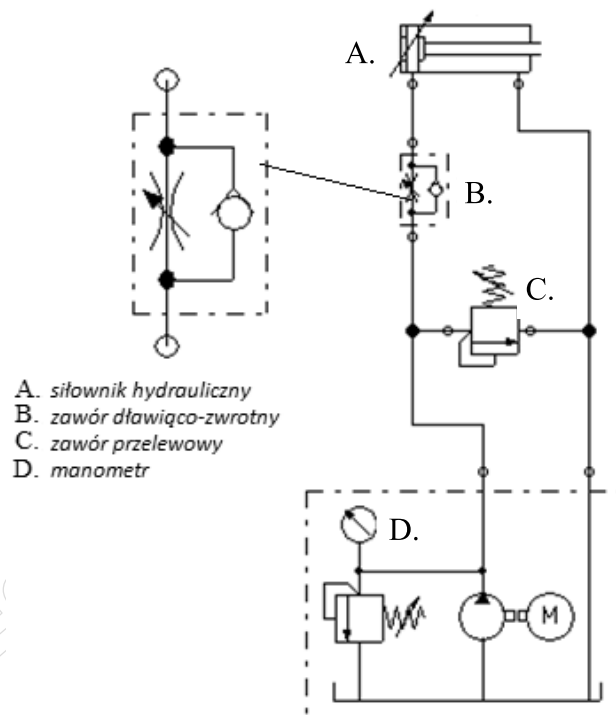 A.
B.
C.
A. siłownik hydrauliczny
B. zawór dławiąco-zwrotny
C. zawór przelewowy
D. manometr
D.
M